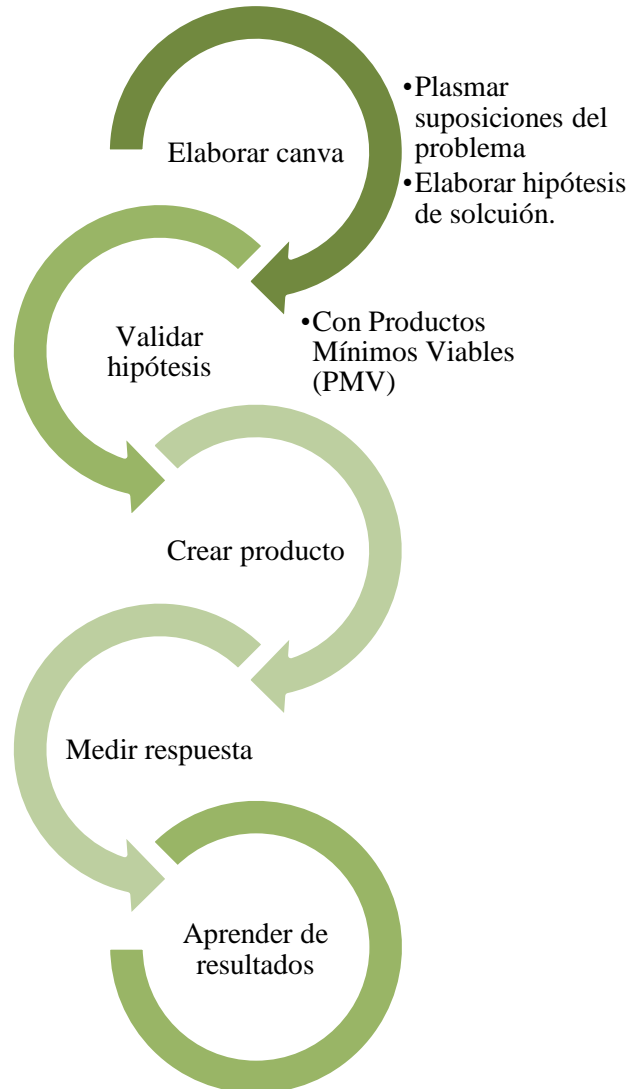 Elaborar canva
•Plasmar
suposiciones del
problema
•Elaborar hipótesis
de solcuión.
Validar
hipótesis
•Con Productos
Mínimos Viables
(PMV)
Crear producto
Medir respuesta
Aprender de
resultados